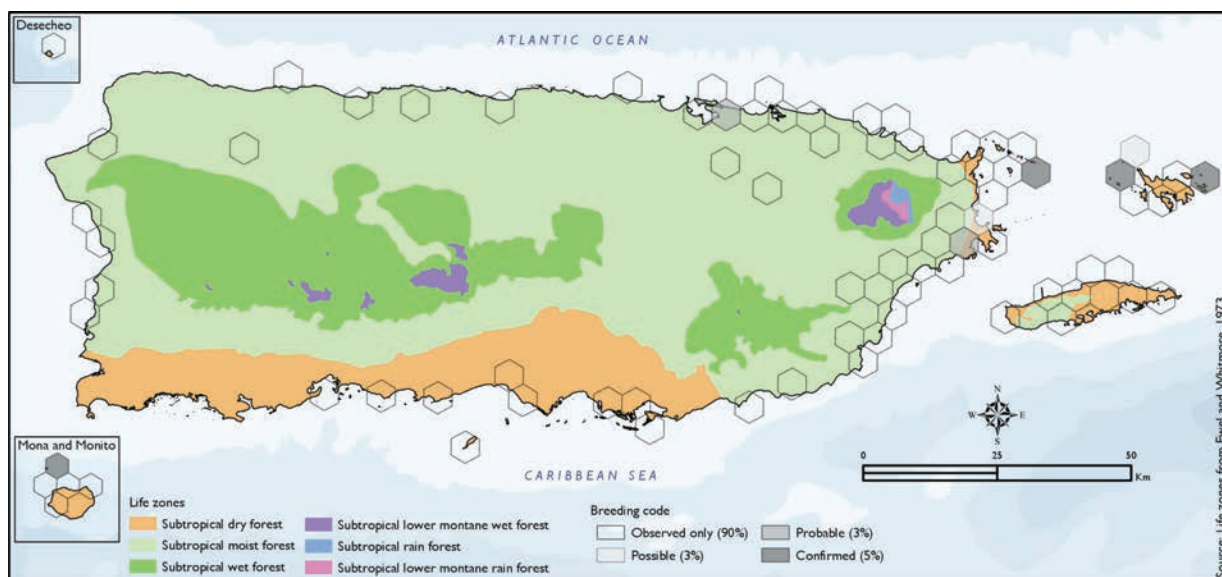 Desecheo
ATLANTIC OCEAN
Mona and Monito
CARIBBEAN SEA
N
W E
S
0 25 50
Km
Life zones
Subtropical dry forest
Subtropical moist forest
Subtropical wet forest
Subtropical lower montane wet forest
Subtropical rain forest
Subtropical lower montane rain forest
Breeding code
Observed only (90%)
Possible (3%)
Probable (3%)
Confirmed (5%)
Source: Life zones from Ewel and Whitmore, 1973